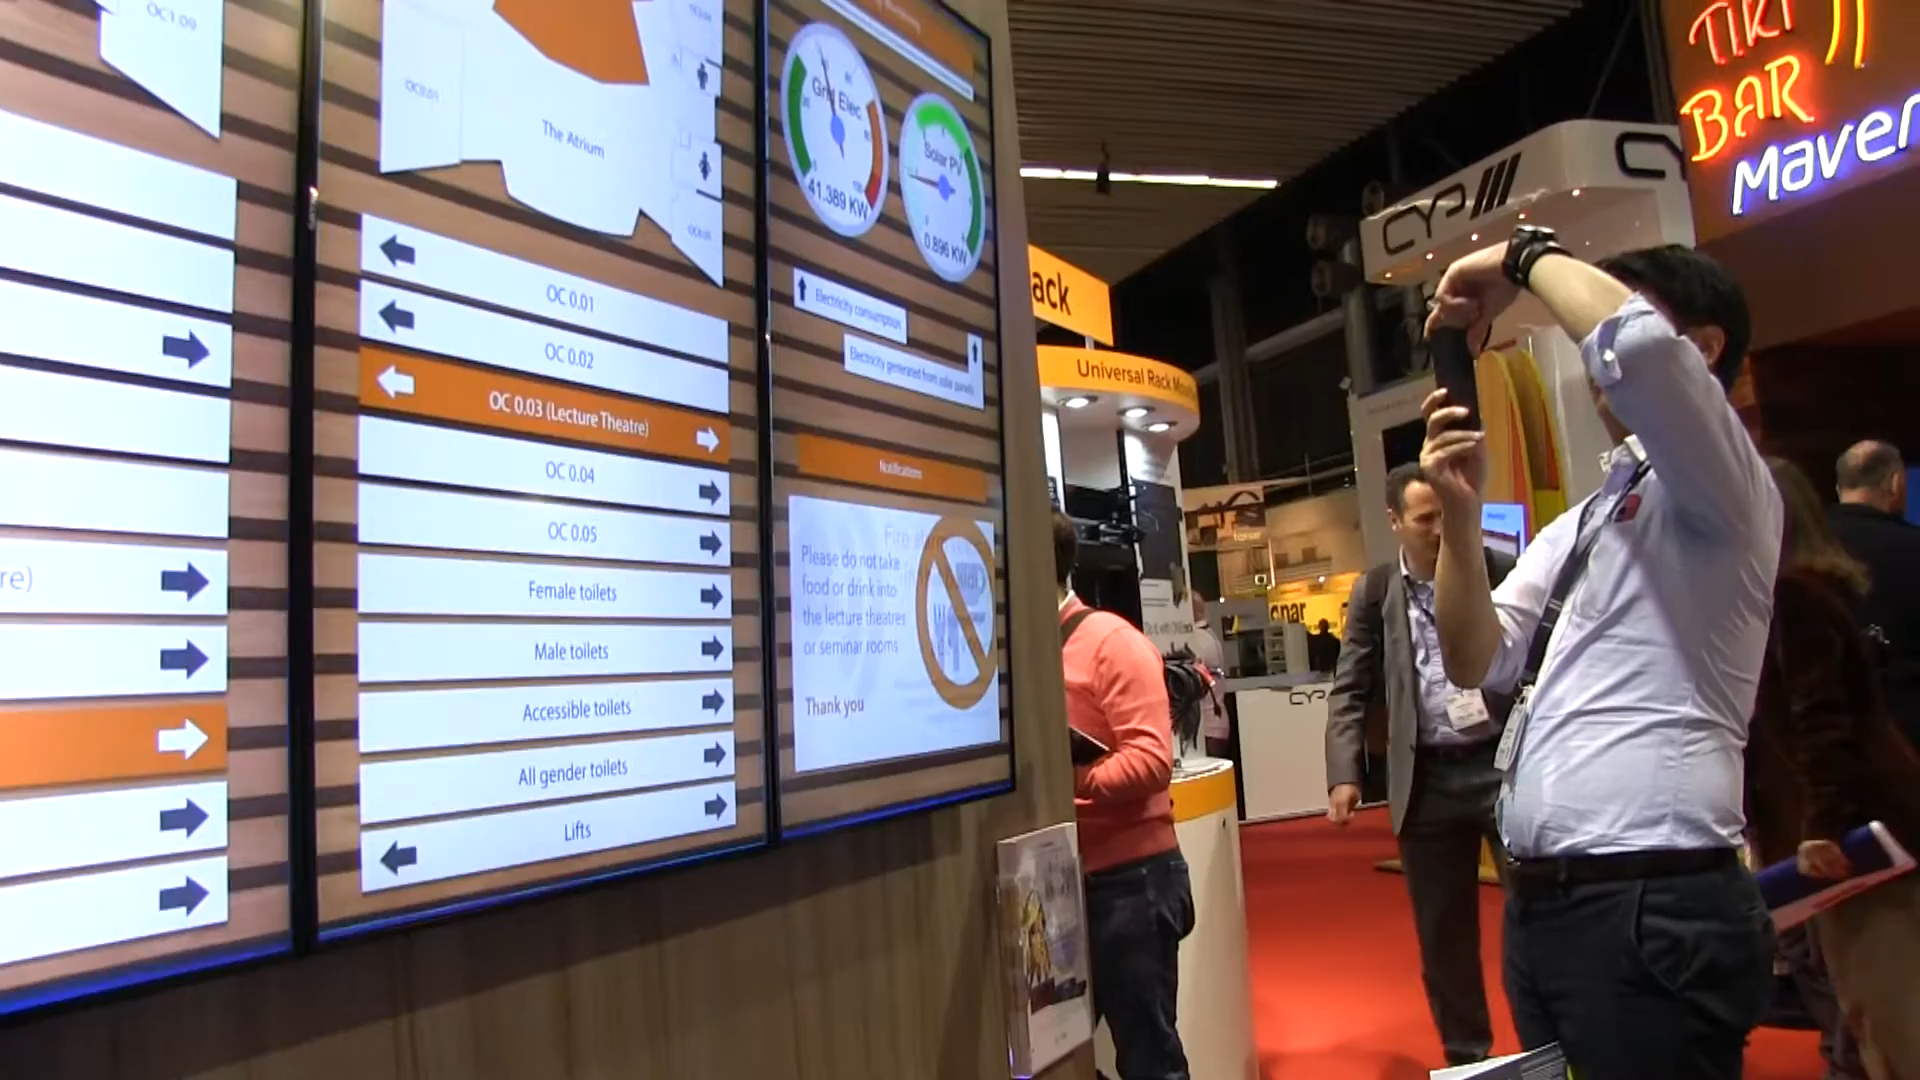 OC1.09
re)
OC0.01
The Atrium
OC 0.01
OC 0.02
OC 0.03 (Lecture Theatre)
OC 0.04
OC 0.05
Female toilets
Male toilets
Accessible toilets
All gender toilets
Lifts
Grid Elec
41.389 KW
Solar PV
0.896 KW
Electricity consumption
Electricity generated from solar panels
Notifications
Please do not take
food or drink into
the lecture theatres
or seminar rooms
Thank you
ack
Universal Rack
CYP
CYP
TIKI
BAR
Maven